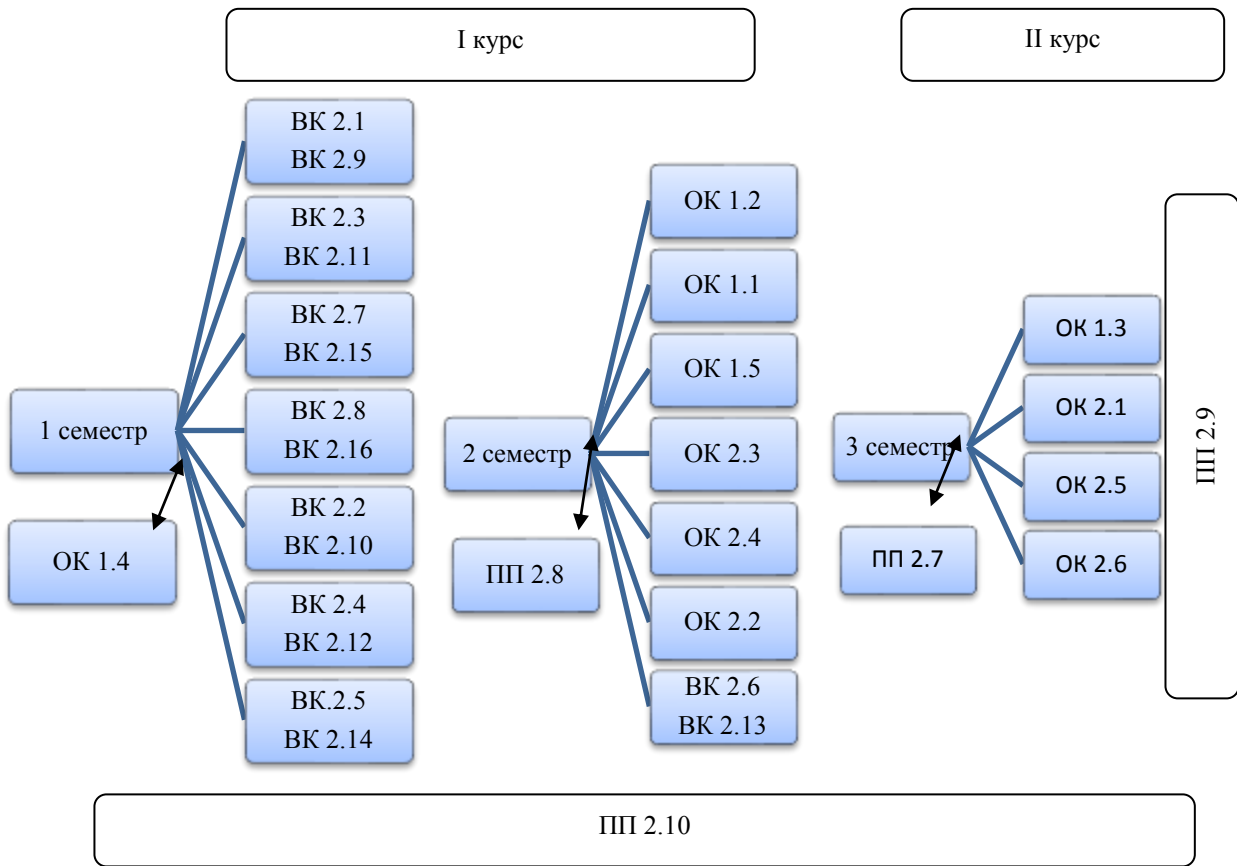 I курс
II курс
1 семестр
ОК 1.4
ВК 2.1
ВК 2.9
ВК 2.3
ВК 2.11
ВК 2.7
ВК 2.15
ВК 2.8
ВК 2.16
ВК 2.2
ВК 2.10
ВК 2.4
ВК 2.12
ВК.2.5
ВК 2.14
2 семестр
ПП 2.8
ОК 1.2
ОК 1.1
ОК 1.5
ОК 2.3
ОК 2.4
ОК 2.2
ВК 2.6
ВК 2.13
3 семестр
ПП 2.7
ОК 1.3
ОК 2.1
ОК 2.5
ОК 2.6
ПП 2.9
ПП 2.10